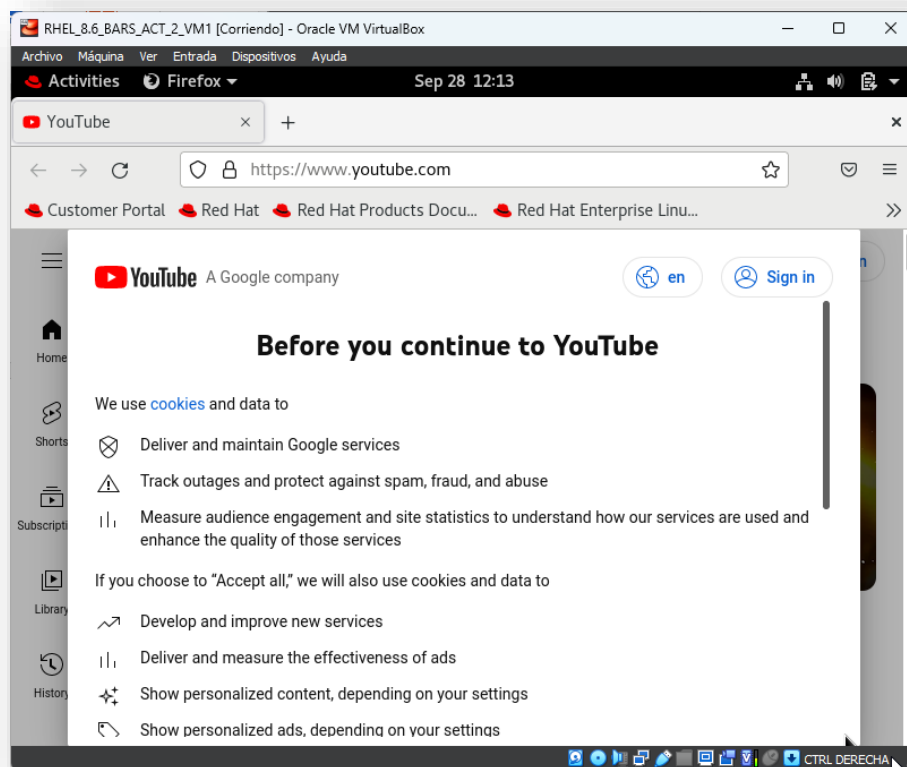 RHEL_8.6_BARS_ACT_2_VM1 [Corriendo] - Oracle VM VirtualBox
Archivo Máquina Ver Entrada Dispositivos Ayuda
Activities Firefox Sep 28 12:13
YouTube
https://www.youtube.com
Customer Portal Red Hat Red Hat Products Docu... Red Hat Enterprise Linu...
YouTube A Google company en Sign in n
Before you continue to YouTube
Home
We use cookies and data to
Deliver and maintain Google services
Shorts
Track outages and protect against spam, fraud, and abuse
Measure audience engagement and site statistics to understand how our services are used and
Subscripti
enhance the quality of those services
If you choose to “Accept all,” we will also use cookies and data to
Library
Develop and improve new services
Deliver and measure the effectiveness of ads
History
Show personalized content, depending on your settings
Show personalized ads, depending on your settings
CTRL DERECHA